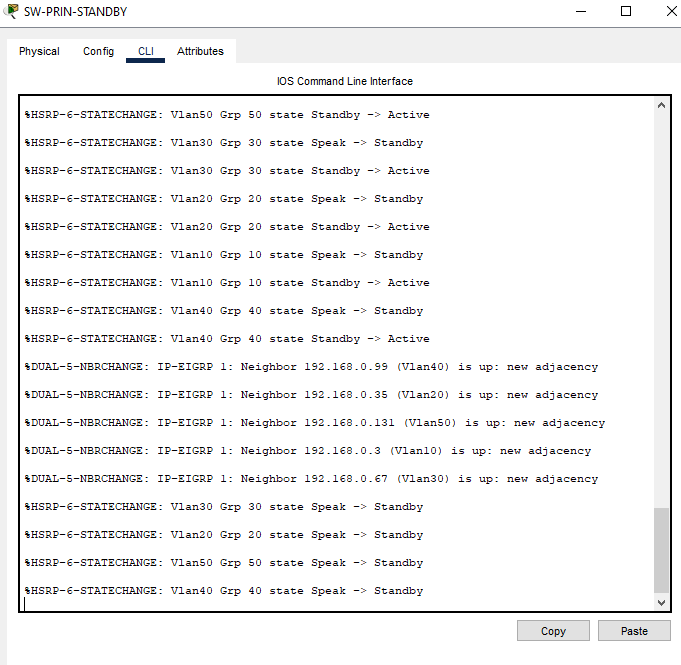 SW-PRIN-STANDBY
Physical Config CLI Attributes
IOS Command Line Interface
%HSRP-6-STATECHANGE: Vlan50 Grp 50 state Standby -> Active
%HSRP-6-STATECHANGE: Vlan30 Grp 30 state Speak -> Standby
%HSRP-6-STATECHANGE: Vlan30 Grp 30 state Standby -> Active
%HSRP-6-STATECHANGE: Vlan20 Grp 20 state Speak -> Standby
%HSRP-6-STATECHANGE: Vlan20 Grp 20 state Standby -> Active
%HSRP-6-STATECHANGE: Vlan10 Grp 10 state Speak -> Standby
%HSRP-6-STATECHANGE: Vlan10 Grp 10 state Standby -> Active
%HSRP-6-STATECHANGE: Vlan40 Grp 40 state Speak -> Standby
%HSRP-6-STATECHANGE: Vlan40 Grp 40 state Standby -> Active
%DUAL-5-NBRCHANGE: IP-EIGRP 1: Neighbor 192.168.0.99 (Vlan40) is up: new adjacency
%DUAL-5-NBRCHANGE: IP-EIGRP 1: Neighbor 192.168.0.35 (Vlan20) is up: new adjacency
%DUAL-5-NBRCHANGE: IP-EIGRP 1: Neighbor 192.168.0.131 (Vlan50) is up: new adjacency
%DUAL-5-NBRCHANGE: IP-EIGRP 1: Neighbor 192.168.0.3 (Vlan10) is up: new adjacency
%DUAL-5-NBRCHANGE: IP-EIGRP 1: Neighbor 192.168.0.67 (Vlan30) is up: new adjacency
%HSRP-6-STATECHANGE: Vlan30 Grp 30 state Speak -> Standby
%HSRP-6-STATECHANGE: Vlan20 Grp 20 state Speak -> Standby
%HSRP-6-STATECHANGE: Vlan50 Grp 50 state Speak -> Standby
%HSRP-6-STATECHANGE: Vlan40 Grp 40 state Speak -> Standby
Copy Paste